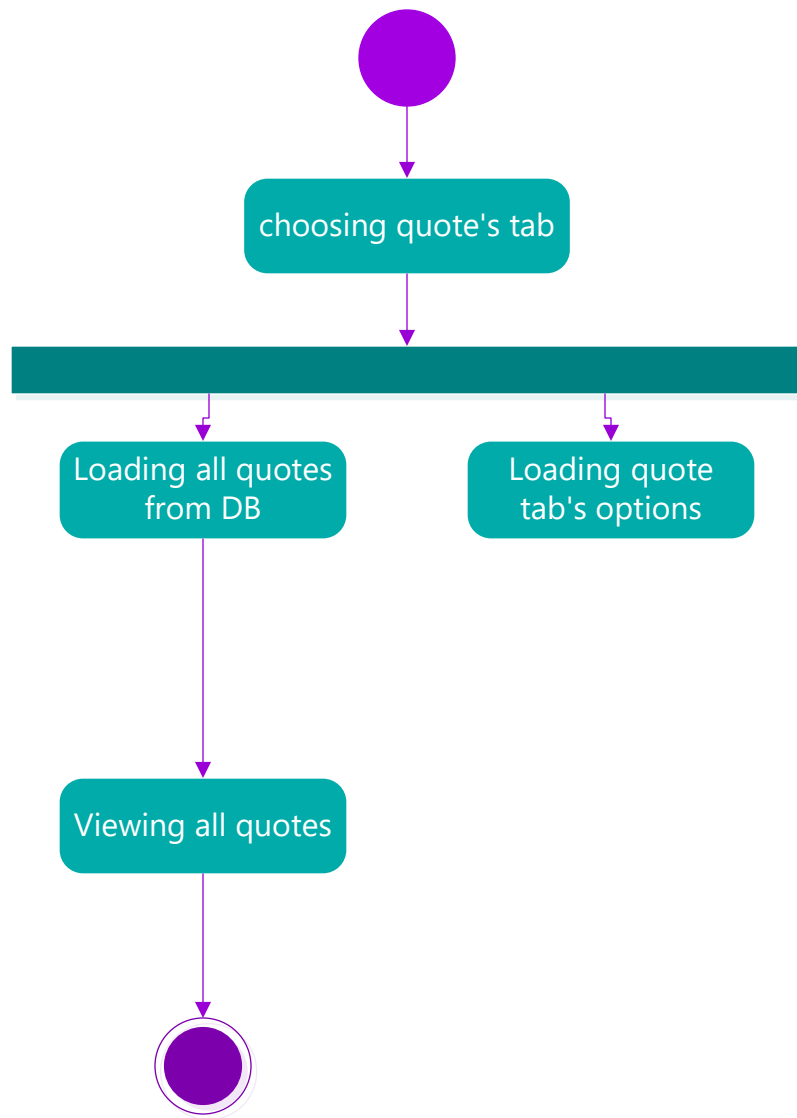 choosing quote's tab
Loading all quotes
from DB
Loading quote
tab's options
Viewing all quotes